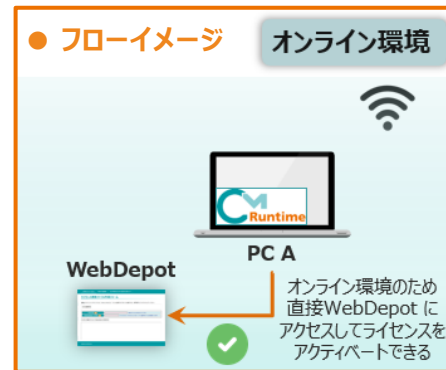 ● フローイメージ
オンライン環境
CM
Runtime
PC A
WebDepot
オンライン環境のため
直接WebDepot に
アクセスしてライセンスを
アクティベートできる